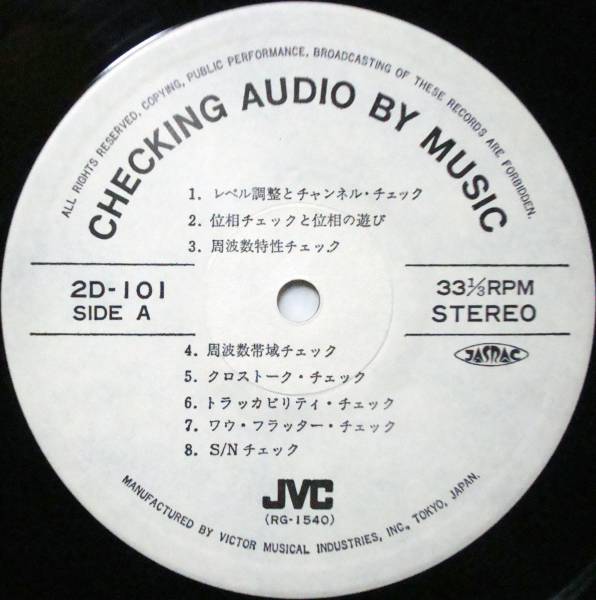 ALL RIGHTS RESERVED, COPYING, PUBLIC PERFORMANCE, BROADCASTING OF THESE RECORDS ARE FORBIDDEN.
CHECKING AUDIO BY MUSIC
1. レベル調整とチャンネル・チェック
2. 位相チェックと位相の遊び
3. 周波数特性チェック
2D-101
SIDE A
33⅓RPM
STEREO
4. 周波数帯域チェック
5. クロストーク・チェック
6. トラッカビリティ・チェック
7. ワウ・フラッター・チェック
8. S/Nチェック
JASRAC
JVC
(RG-1540)
MANUFACTURED BY VICTOR MUSICAL INDUSTRIES, INC., TOKYO, JAPAN.